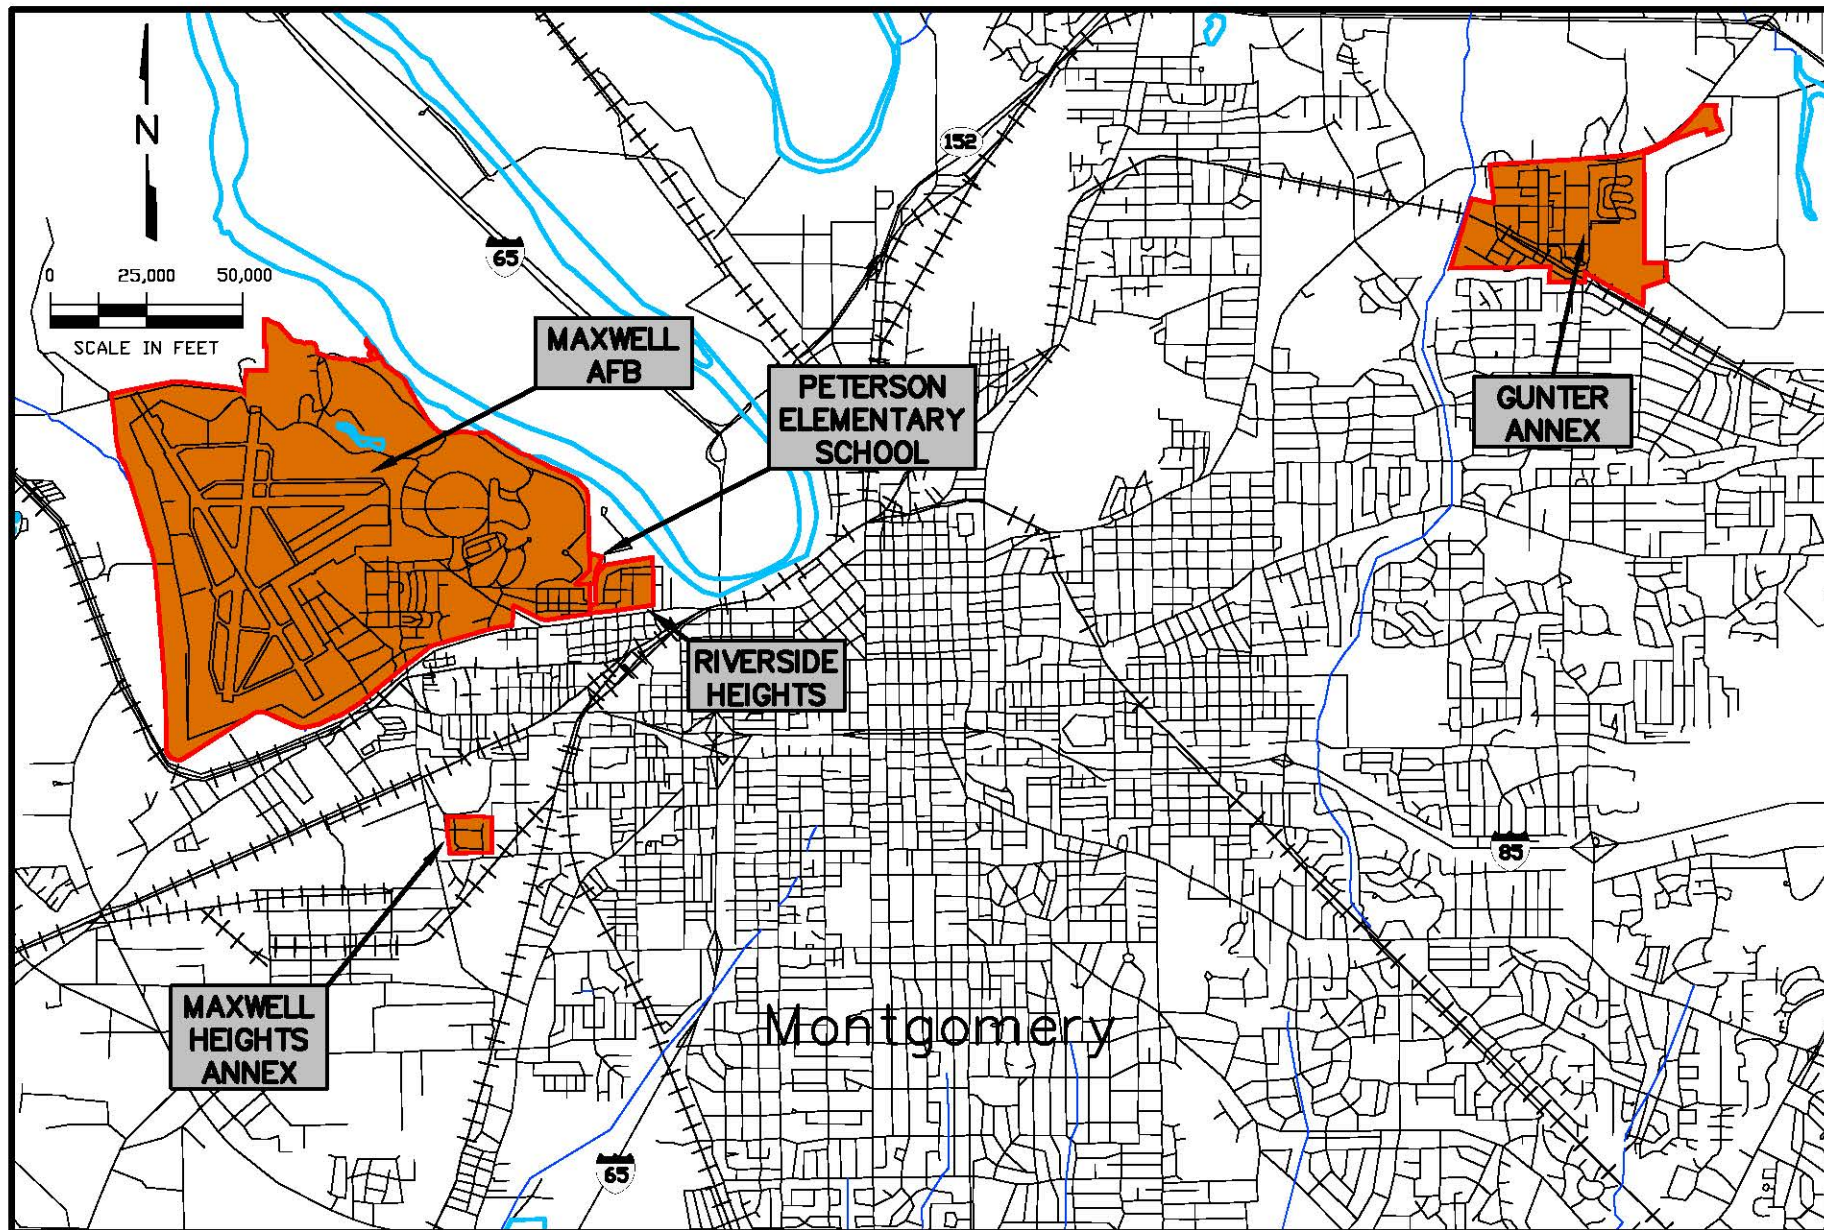 N
152
65
0 25,000 50,000
SCALE IN FEET
MAXWELL
AFB
PETERSON
ELEMENTARY
SCHOOL
GUNTER
ANNEX
RIVERSIDE
HEIGHTS
85
MAXWELL
HEIGHTS
ANNEX
Montgomery
65